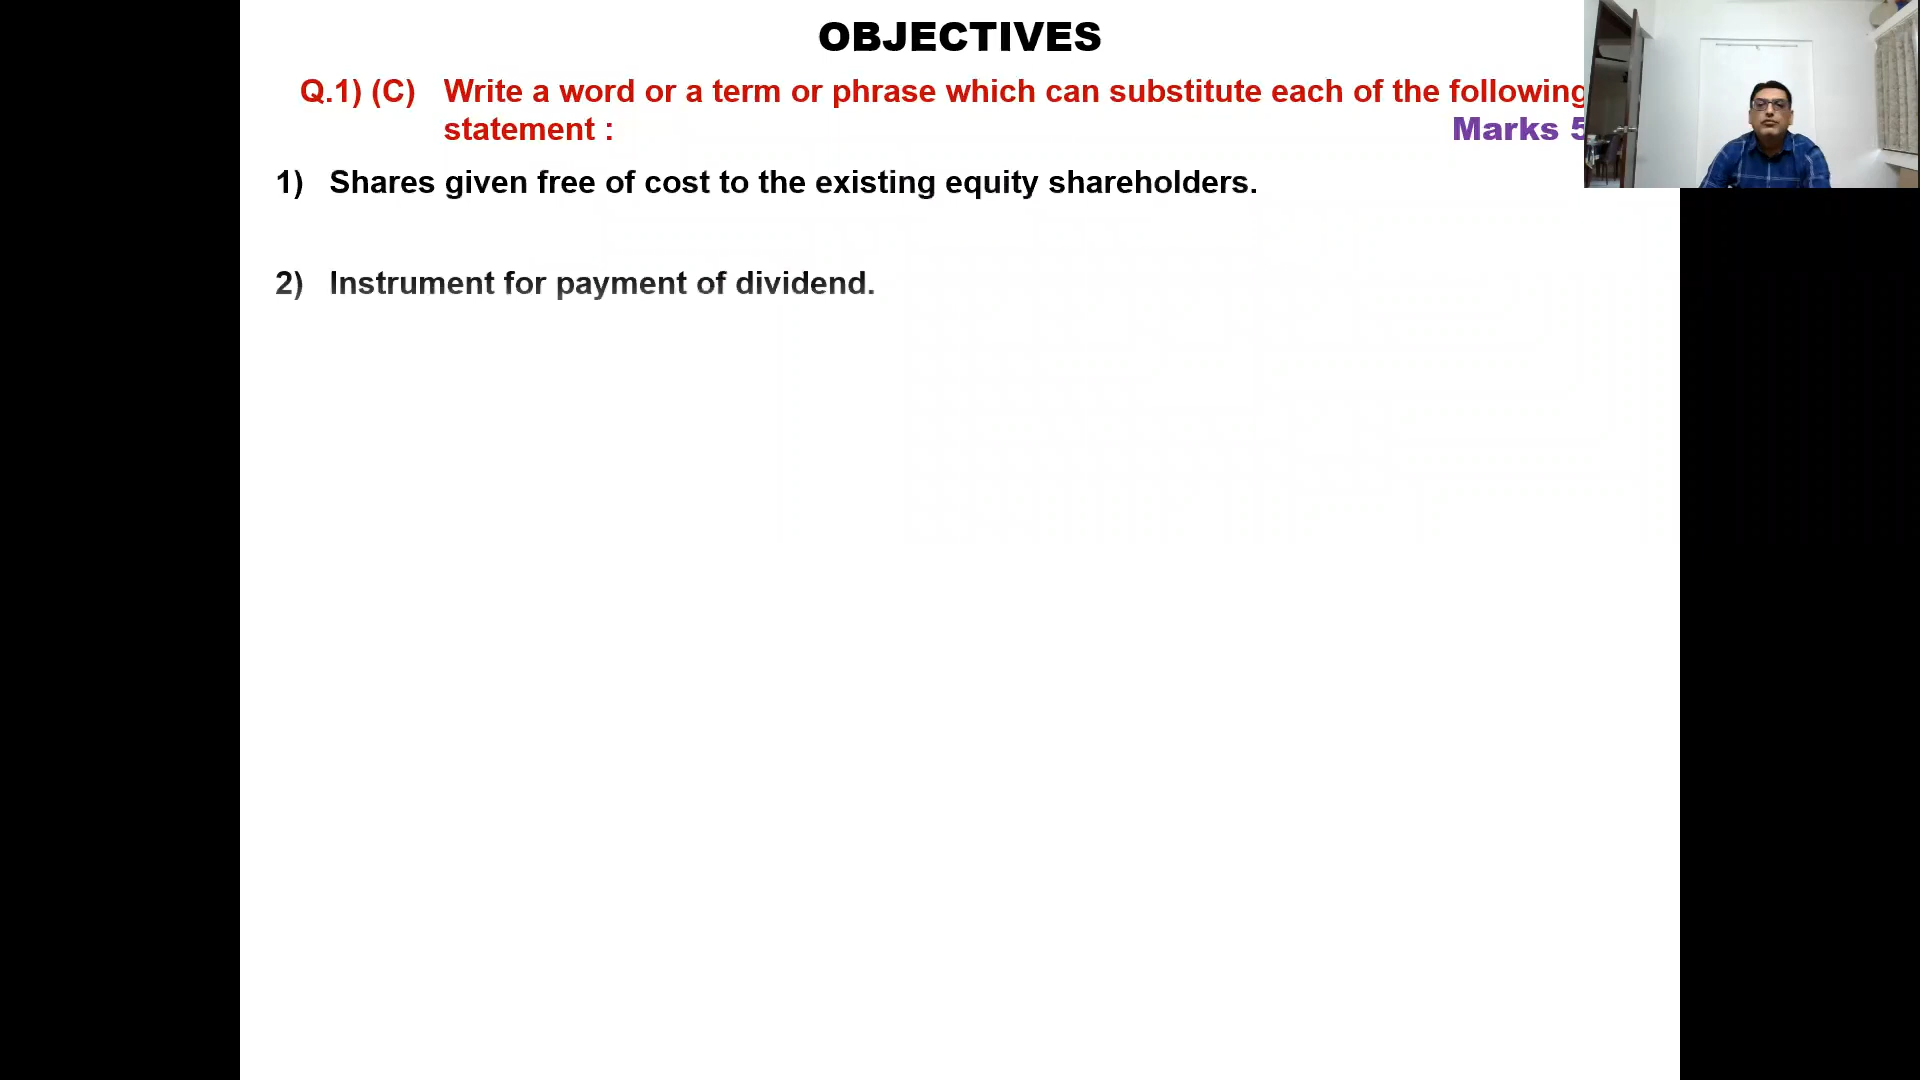 OBJECTIVES
Q.1) (C) Write a word or a term or phrase which can substitute each of the following
statement : Marks 5
1) Shares given free of cost to the existing equity shareholders.
2) Instrument for payment of dividend.